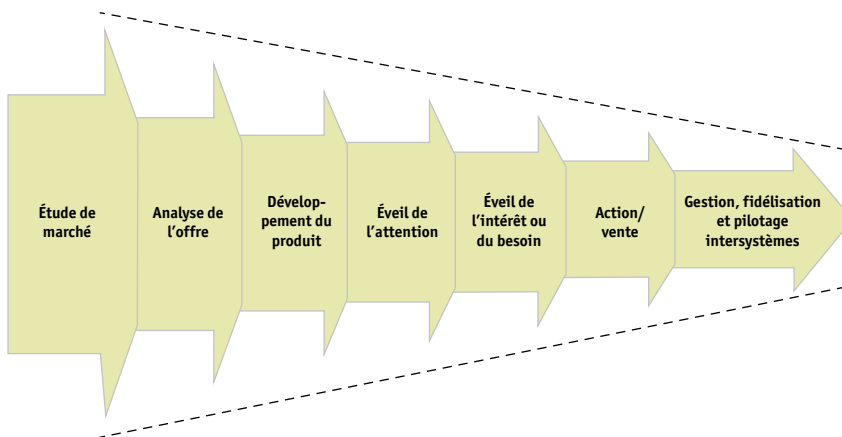 Étude de
marché
Analyse de
l'offre
Dévelop-
pement du
produit
Éveil de
l'attention
Éveil de
l'intérêt ou
du besoin
Action/
vente
Gestion, fidélisation
et pilotage
intersystèmes